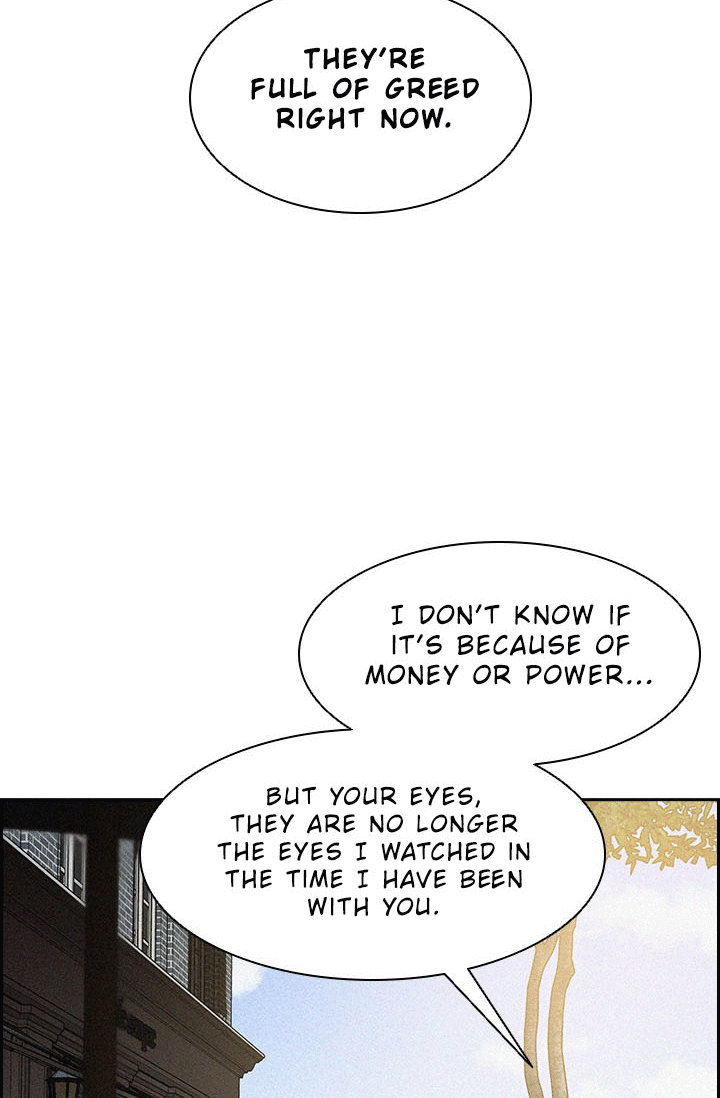 THEY'RE
FULL OF GREED
RIGHT NOW.
I DON'T KNOW IF
IT'S BECAUSE OF
MONEY OR POWER...
BUT YOUR EYES,
THEY ARE NO LONGER
THE EYES I WATCHED IN
THE TIME I HAVE BEEN
WITH YOU.